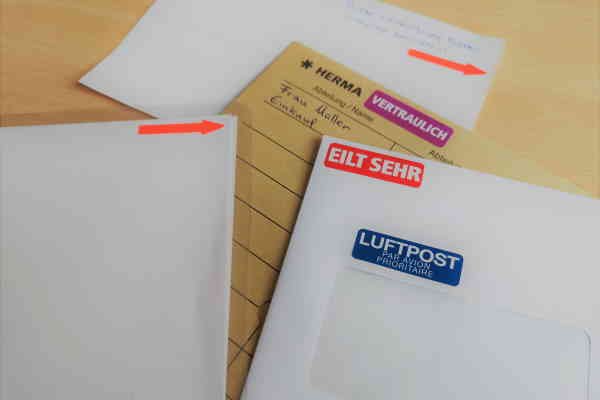 HERMA
Abteilung / Name
Frau Müller
Einkauf
VERTRAULICH
EILT SEHR
LUFTPOST
PAR AVION
PRIORITAIRE